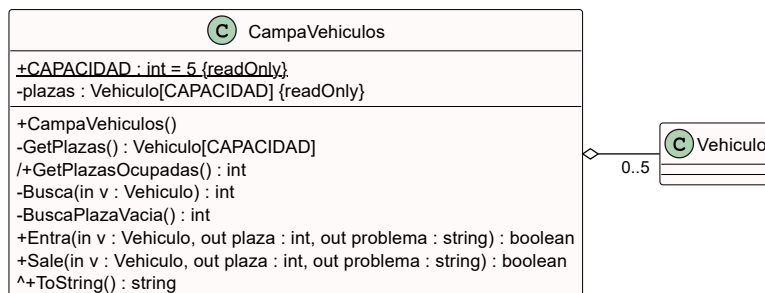 C CampaVehiculos
+CAPACIDAD : int = 5 {readOnly}
-plazas : Vehiculo[CAPACIDAD] {readOnly}
+CampaVehiculos()
-GetPlazas() : Vehiculo[CAPACIDAD]
/+GetPlazasOcupadas() : int
-Busca(in v : Vehiculo) : int
-BuscaPlazaVacia() : int
+Entra(in v : Vehiculo, out plaza : int, out problema : string) : boolean
+Sale(in v : Vehiculo, out plaza : int, out problema : string) : boolean
^+ToString() : string
0..5
C Vehiculo